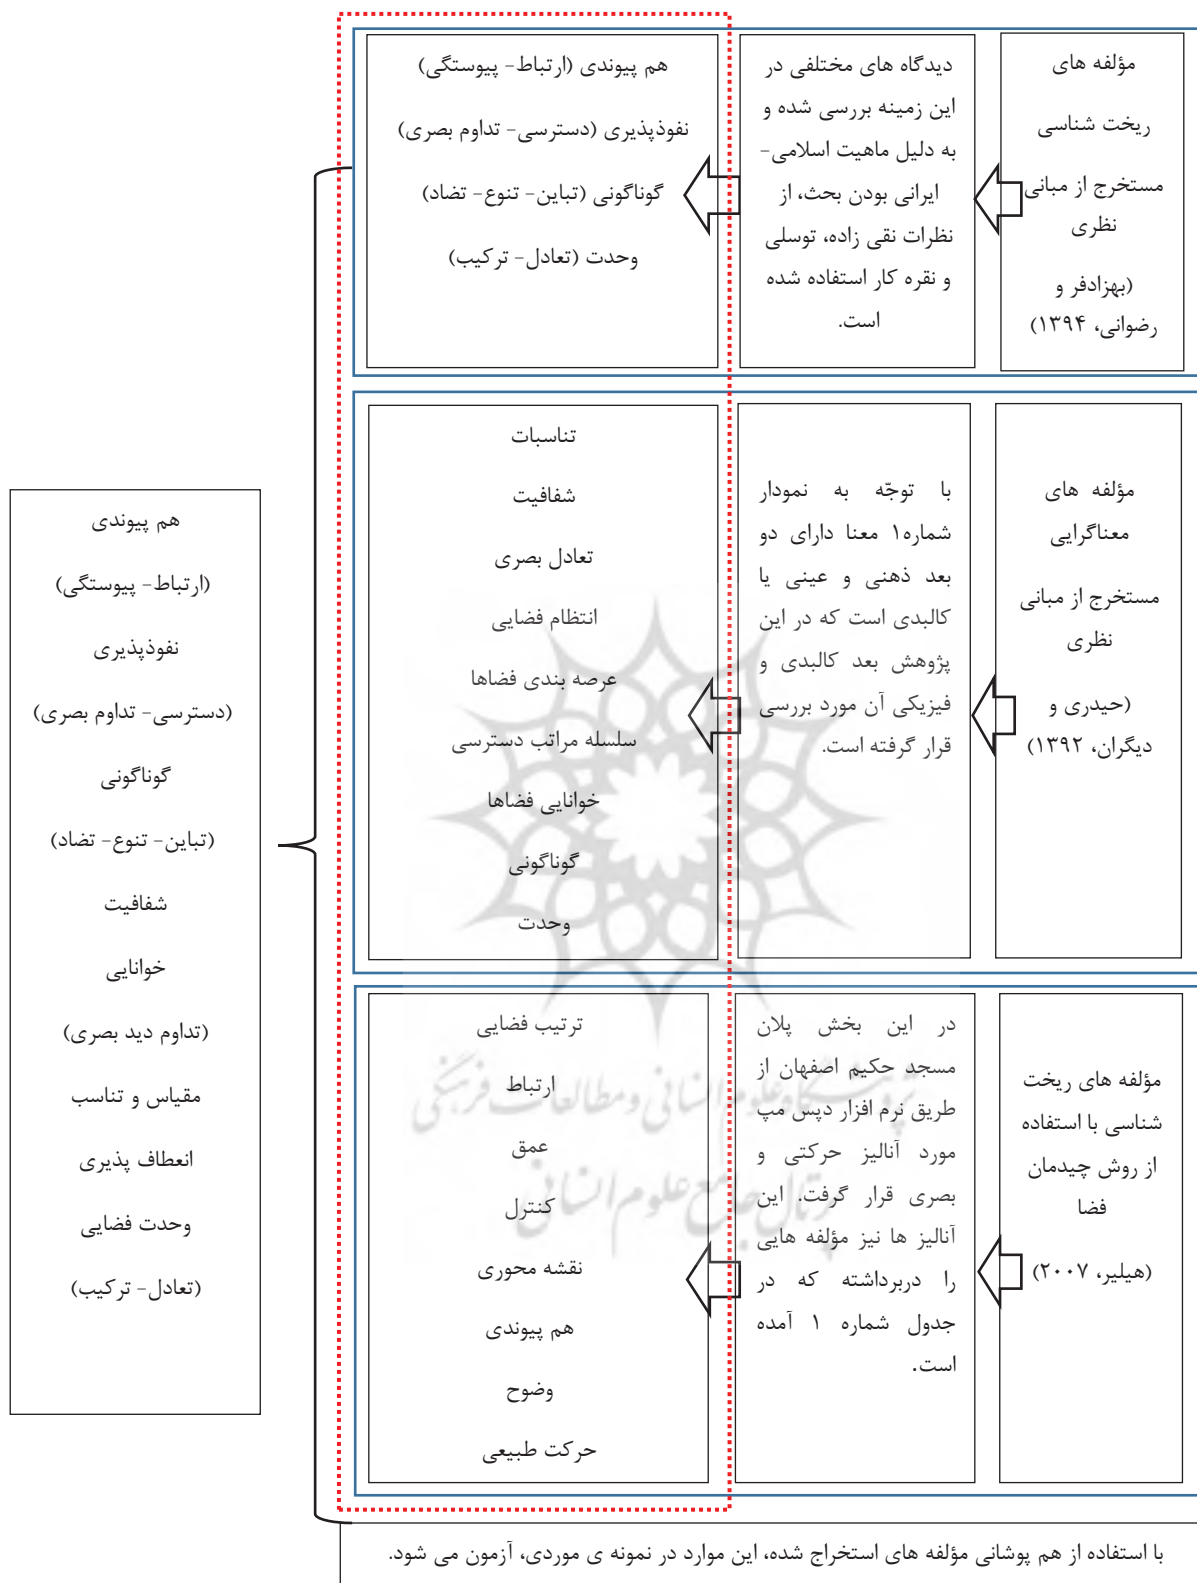 مؤلفه های
ریخت شناسی
مستخرج از مبانی
نظری
(بهزادفر و
رضوانی، ۱۳۹۴)
دیدگاه های مختلفی در
این زمینه بررسی شده و
به دلیل ماهیت اسلامی-
ایرانی بودن بحث، از
نظرات نقی زاده، توسلی
و نقره کار استفاده شده
است.
هم پیوندی (ارتباط- پیوستگی)
نفوذپذیری (دسترسی- تداوم بصری)
گوناگونی (تباین- تنوع- تضاد)
وحدت (تعادل- ترکیب)
مؤلفه های
معناگرایی
مستخرج از مبانی
نظری
(حیدری و
دیگران، ۱۳۹۲)
با توجّه به نمودار
شماره۱ معنا دارای دو
بعد ذهنی و عینی یا
کالبدی است که در این
پژوهش بعد کالبدی و
فیزیکی آن مورد بررسی
قرار گرفته است.
تناسبات
شفافیت
تعادل بصری
انتظام فضایی
عرصه بندی فضاها
سلسله مراتب دسترسی
خوانایی فضاها
گوناگونی
وحدت
مؤلفه های ریخت
شناسی با استفاده
از روش چیدمان
فضا
(هیلیر، ۲۰۰۷)
در این بخش پلان
مسجد حکیم اصفهان از
طریق نرم افزار دپس مپ
مورد آنالیز حرکتی و
بصری قرار گرفت. این
آنالیز ها نیز مؤلفه هایی
را دربرداشته که در
جدول شماره ۱ آمده
است.
ترتیب فضایی
ارتباط
عمق
کنترل
نقشه محوری
هم پیوندی
وضوح
حرکت طبیعی
هم پیوندی
(ارتباط- پیوستگی)
نفوذپذیری
(دسترسی- تداوم بصری)
گوناگونی
(تباین- تنوع- تضاد)
شفافیت
خوانایی
(تداوم دید بصری)
مقیاس و تناسب
انعطاف پذیری
وحدت فضایی
(تعادل- ترکیب)
با استفاده از هم پوشانی مؤلفه های استخراج شده، این موارد در نمونه ی موردی، آزمون می شود.
پژوهشگاه علوم انسانی و مطالعات فرهنگی
پرتال جامع علوم انسانی